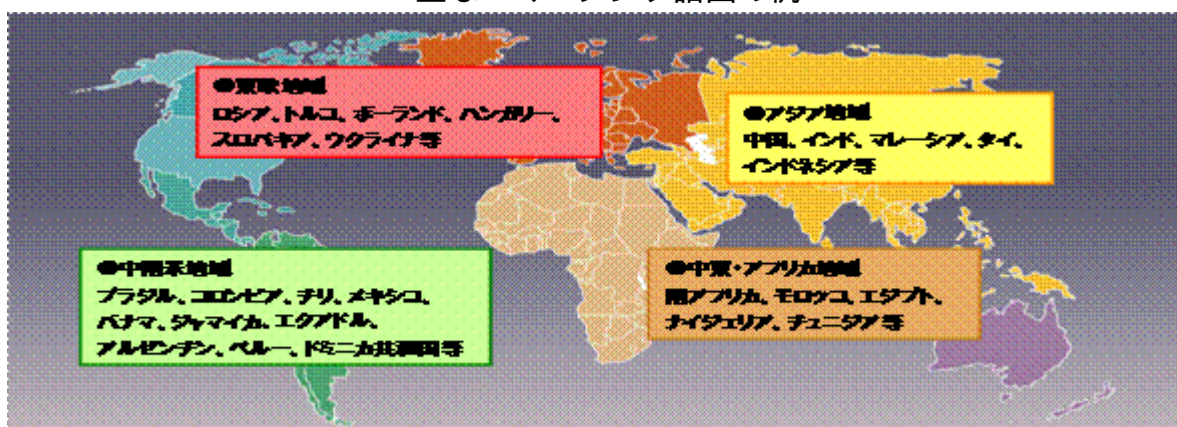 ●東欧地域
ロシア、トルコ、ポーランド、ハンガリー、
スロバキア、ウクライナ等
●アジア地域
中国、インド、マレーシア、タイ、
インドネシア等
●中南米地域
ブラジル、コロンビア、チリ、メキシコ、
パナマ、ジャマイカ、エクアドル、
アルゼンチン、ペルー、ドミニカ共和国等
●中東・アフリカ地域
南アフリカ、モロッコ、エジプト、
ナイジェリア、チュニジア等